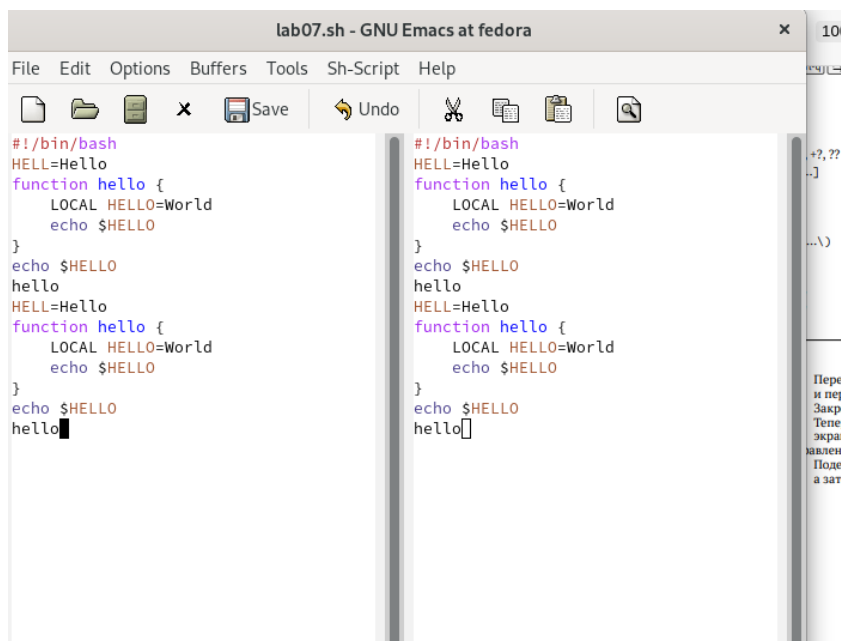 lab07.sh - GNU Emacs at fedora
File Edit Options Buffers Tools Sh-Script Help
Save Undo
#!/bin/bash
HELL=Hello
function hello {
    LOCAL HELLO=World
    echo $HELLO
}
echo $HELLO
hello
HELL=Hello
function hello {
    LOCAL HELLO=World
    echo $HELLO
}
echo $HELLO
hello
#!/bin/bash
HELL=Hello
function hello {
    LOCAL HELLO=World
    echo $HELLO
}
echo $HELLO
hello
HELL=Hello
function hello {
    LOCAL HELLO=World
    echo $HELLO
}
echo $HELLO
hello
+?, ??
..]
...\)
и
а